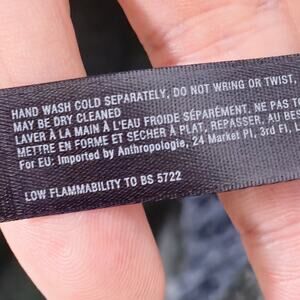 HAND WASH COLD SEPARATELY, DO NOT WRING OR TWIST,
MAY BE DRY CLEANED
LAVER À LA MAIN À L'EAU FROIDE SÉPARÉMENT, NE PAS T
METTRE EN FORME ET SECHER À PLAT, REPASSER, AU BES
For EU: Imported by Anthropologie, 24 Market Pl, 3rd Fl, L
LOW FLAMMABILITY TO BS 5722